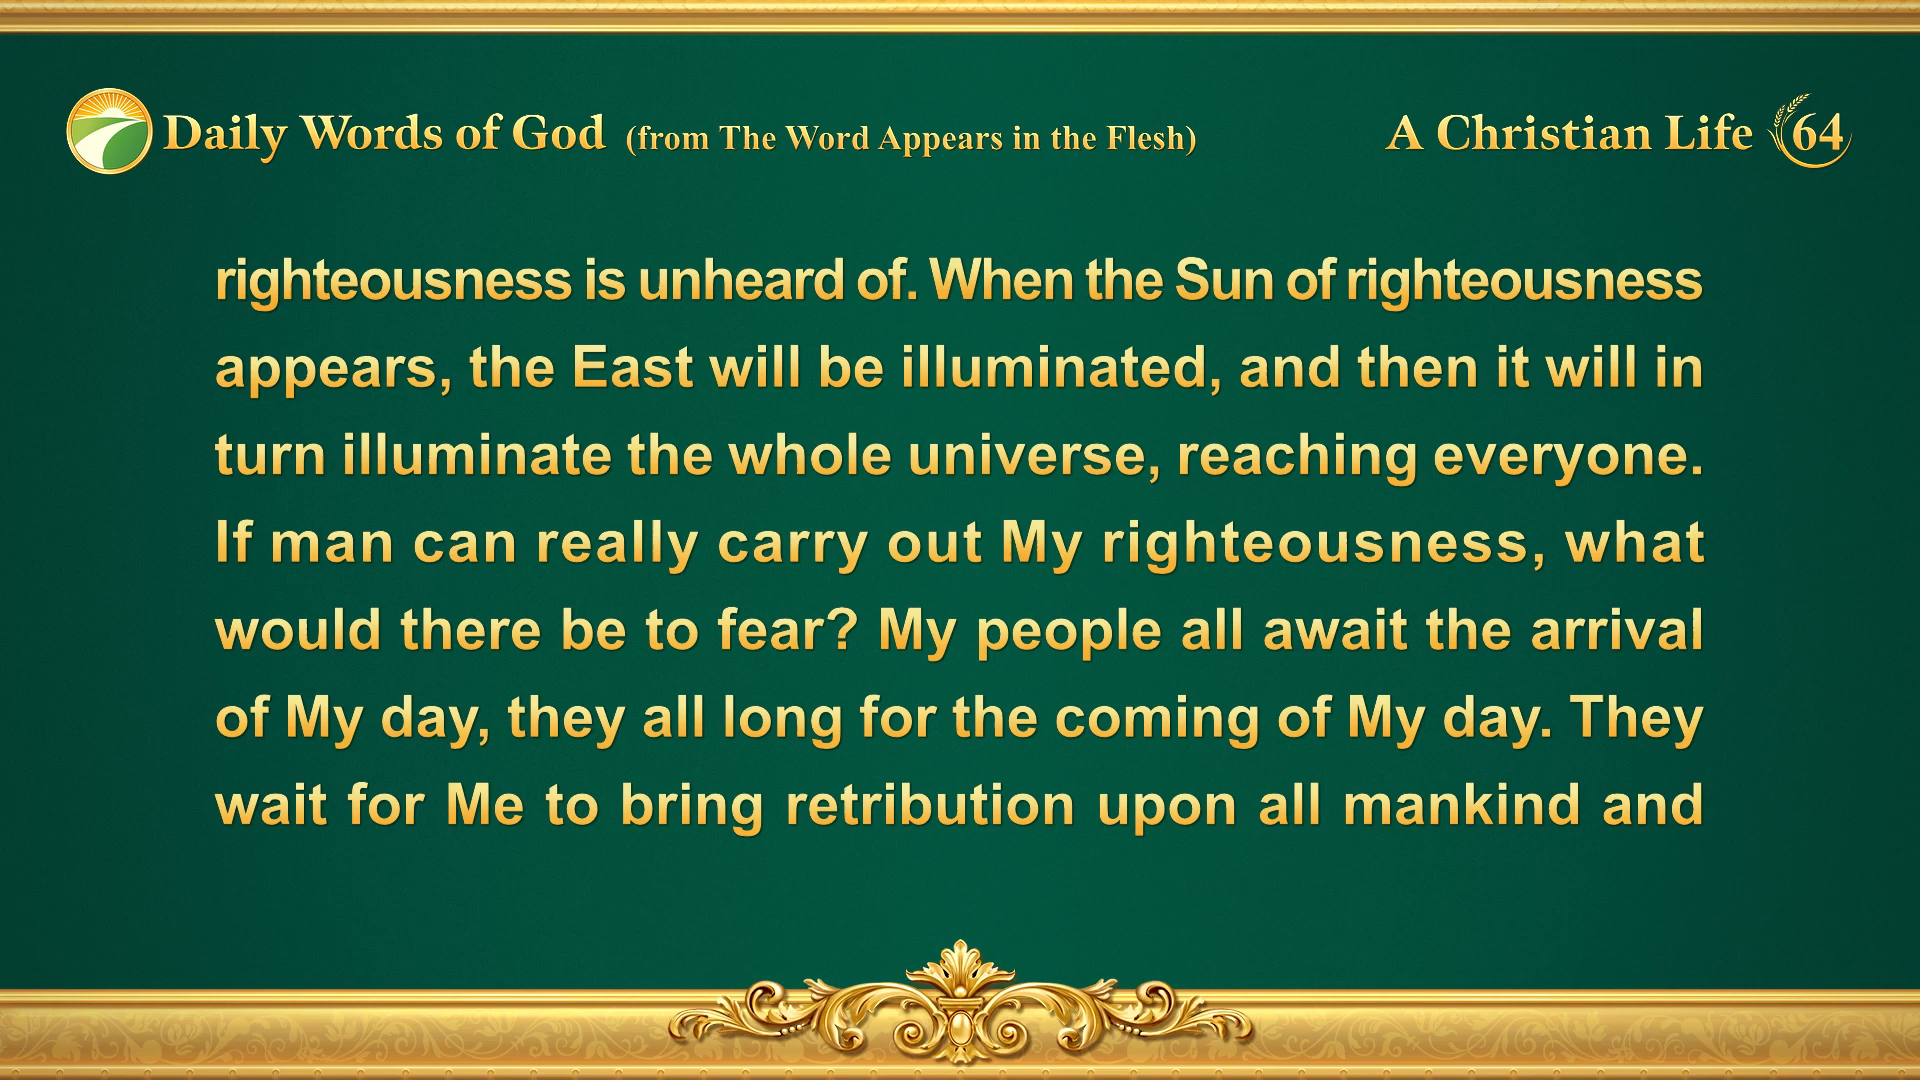 Daily Words of God (from The Word Appears in the Flesh)
A Christian Life 64
righteousness is unheard of. When the Sun of righteousness
appears, the East will be illuminated, and then it will in
turn illuminate the whole universe, reaching everyone.
If man can really carry out My righteousness, what
would there be to fear? My people all await the arrival
of My day, they all long for the coming of My day. They
wait for Me to bring retribution upon all mankind and